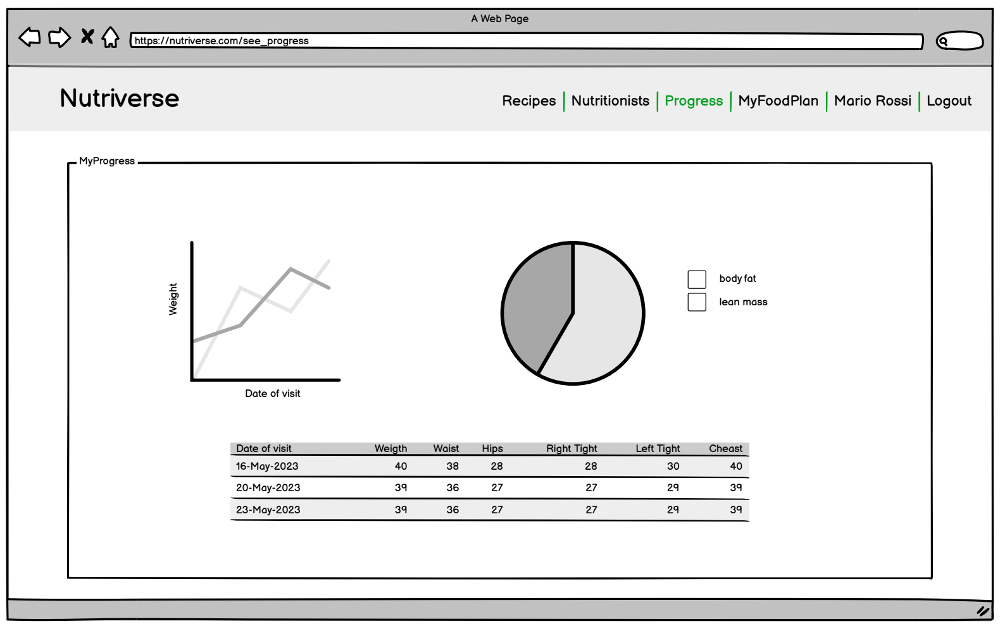 A Web Page
https://nutriverse.com/see_progress
Nutriverse
Recipes Nutritionists Progress MyFoodPlan Mario Rossi Logout
MyProgress
Weight
Date of visit
body fat
lean mass
Date of visit Weigth Waist Hips Right Tight Left Tight Cheast
16-May-2023 40 38 28 28 30 40
20-May-2023 39 36 27 27 29 39
23-May-2023 39 36 27 27 29 39